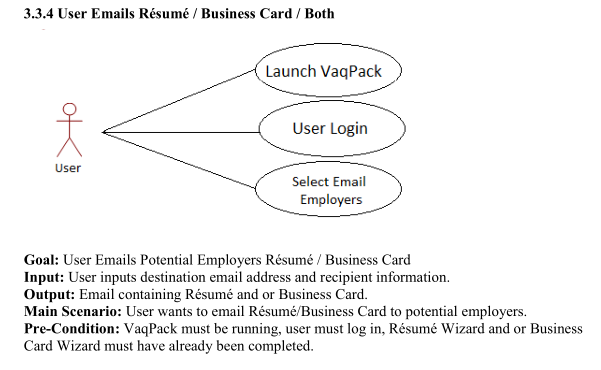 3.3.4 User Emails Résumé / Business Card / Both
Launch VaqPack
User Login
User
Select Email
Employers
Goal: User Emails Potential Employers Résumé / Business Card
Input: User inputs destination email address and recipient information.
Output: Email containing Résumé and or Business Card.
Main Scenario: User wants to email Résumé/Business Card to potential employers.
Pre-Condition: VaqPack must be running, user must log in, Résumé Wizard and or Business
Card Wizard must have already been completed.